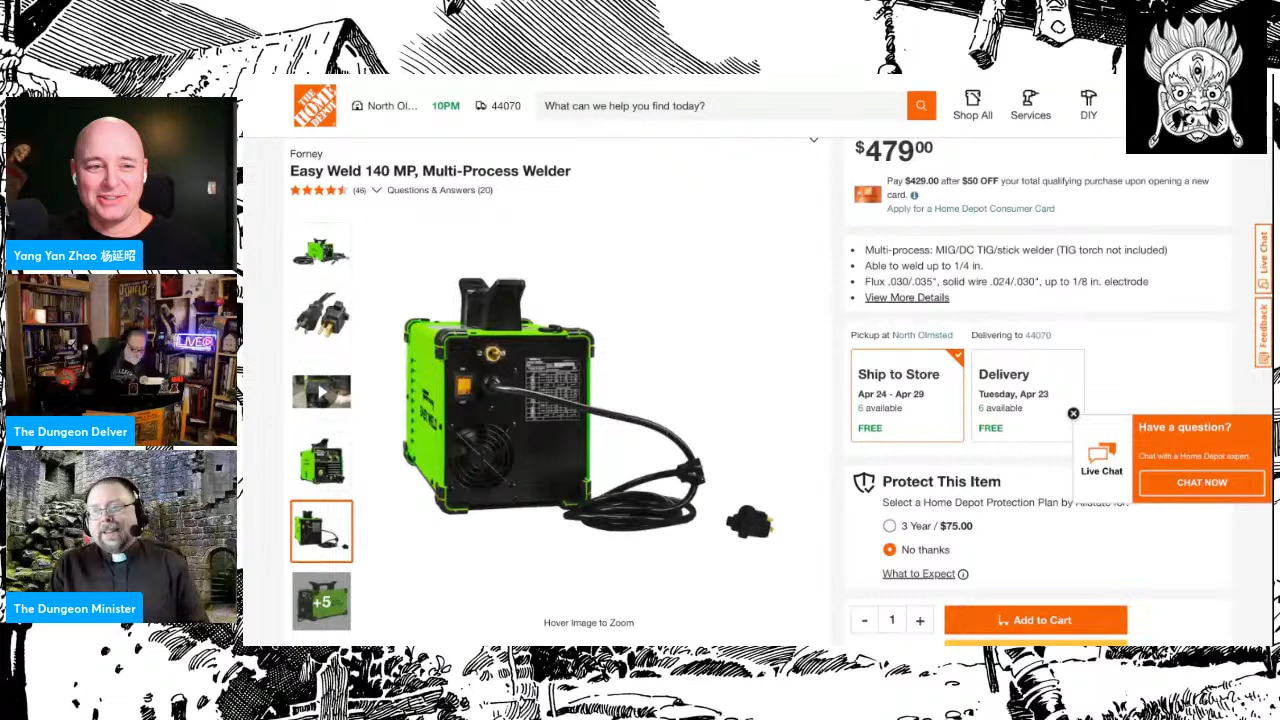 THE HOME DEPOT
North Ol... 10PM 44070
What can we help you find today?
Shop All Services DIY
Forney
Easy Weld 140 MP, Multi-Process Welder
(46) Questions & Answers (20)
+5
Hover Image to Zoom
$479 00
Pay $429.00 after $50 OFF your total qualifying purchase upon opening a new
card.
Apply for a Home Depot Consumer Card
Multi-process: MIG/DC TIG/stick welder (TIG torch not included)
Able to weld up to 1/4 in.
Flux .030/.035", solid wire .024/.030", up to 1/8 in. electrode
View More Details
Pickup at North Olmsted Delivering to 44070
Ship to Store
Apr 24 - Apr 29
6 available
FREE
Delivery
Tuesday, Apr 23
6 available
FREE
Protect This Item
Select a Home Depot Protection Plan by Allstate for:
3 Year / $75.00
No thanks
What to Expect
- 1 +
Add to Cart
Live Chat
Feedback
Live Chat
Have a question?
Chat with a Home Depot expert.
CHAT NOW
Yang Yan Zhao 杨延昭
LIVE
The Dungeon Delver
The Dungeon Minister